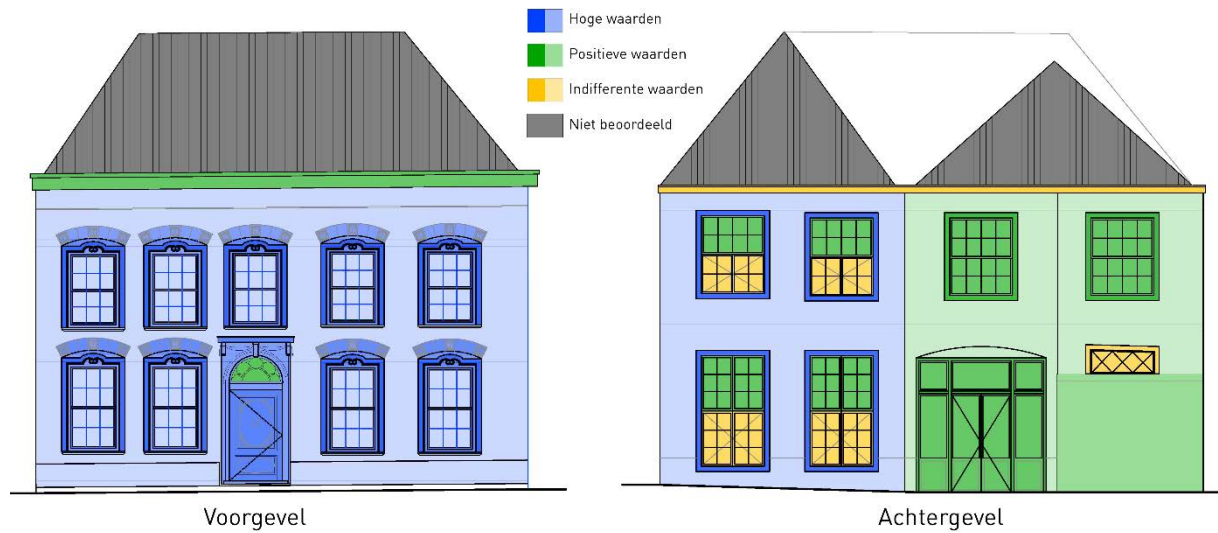 Hoge waarden
Positieve waarden
Indifferente waarden
Niet beoordeeld
Voorgevel
Achtergevel